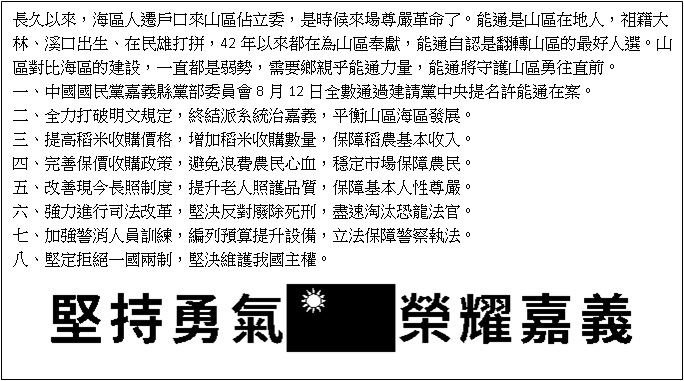 長久以來，海區人遷戶口來山區佔立委，是時候來場尊嚴革命了。能通是山區在地人，祖籍大
林、溪口出生、在民雄打拼，42 年以來都在為山區奉獻，能通自認是翻轉山區的最好人選。山
區對比海區的建設，一直都是弱勢，需要鄉親乎能通力量，能通將守護山區勇往直前。
一、中國國民黨嘉義縣黨部委員會 8 月 12 日全數通過建請黨中央提名許能通在案。
二、全力打破明文規定，終結派系統治嘉義，平衡山區海區發展。
三、提高稻米收購價格，增加稻米收購數量，保障稻農基本收入。
四、完善保價收購政策，避免浪費農民心血，穩定市場保障農民。
五、改善現今長照制度，提升老人照護品質，保障基本人性尊嚴。
六、強力進行司法改革，堅決反對廢除死刑，盡速淘汰恐龍法官。
七、加強警消人員訓練，編列預算提升設備，立法保障警察執法。
八、堅定拒絕一國兩制，堅決維護我國主權。
堅持勇氣 榮耀嘉義